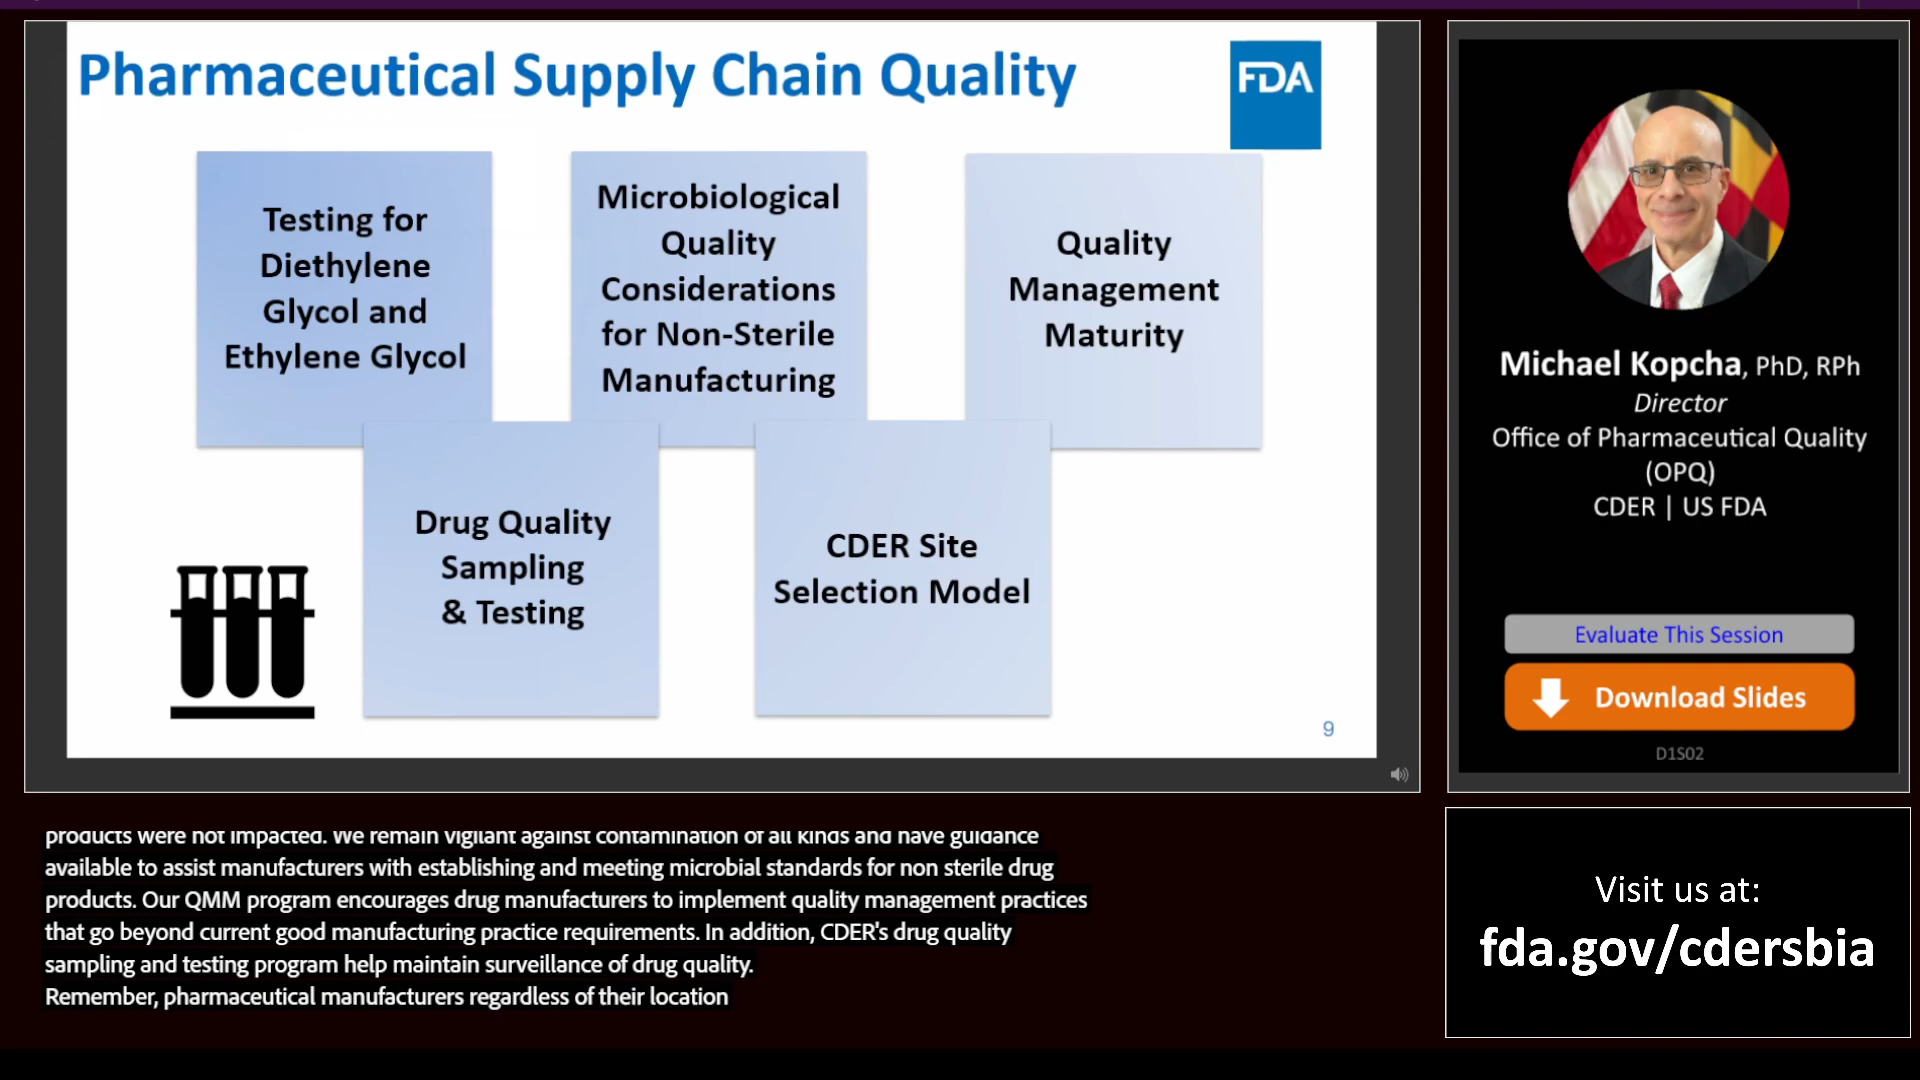 Pharmaceutical Supply Chain Quality
FDA
Testing for
Diethylene
Glycol and
Ethylene Glycol
Microbiological
Quality
Considerations
for Non-Sterile
Manufacturing
Quality
Management
Maturity
Drug Quality
Sampling
& Testing
CDER Site
Selection Model
9
Michael Kopcha, PhD, RPh
Director
Office of Pharmaceutical Quality
(OPQ)
CDER | US FDA
Evaluate This Session
Download Slides
D1S02
products were not impacted. We remain vigilant against contamination of all kinds and have guidance
available to assist manufacturers with establishing and meeting microbial standards for non sterile drug
products. Our QMM program encourages drug manufacturers to implement quality management practices
that go beyond current good manufacturing practice requirements. In addition, CDER's drug quality
sampling and testing program help maintain surveillance of drug quality.
Remember, pharmaceutical manufacturers regardless of their location
Visit us at:
fda.gov/cdersbia